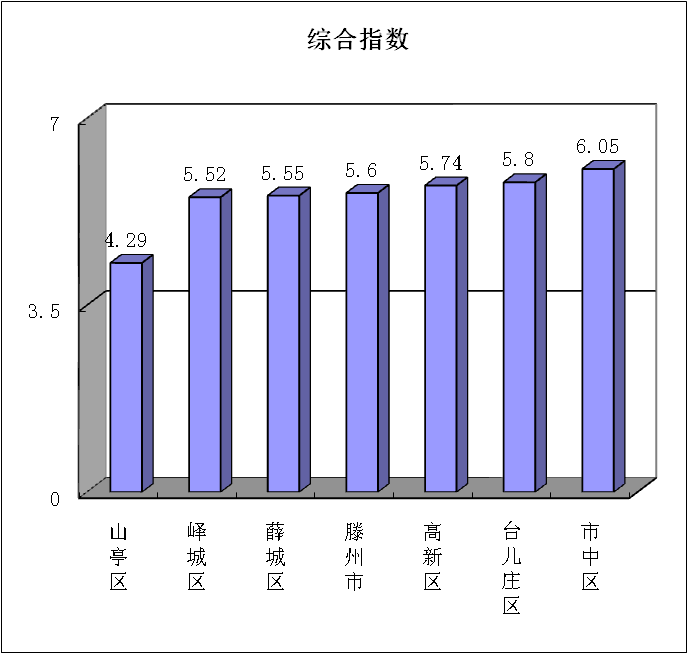 综合指数
7
3.5
0
4.29
5.52
5.55
5.6
5.74
5.8
6.05
山亭区
峄城区
薛城区
滕州市
高新区
台儿庄区
市中区